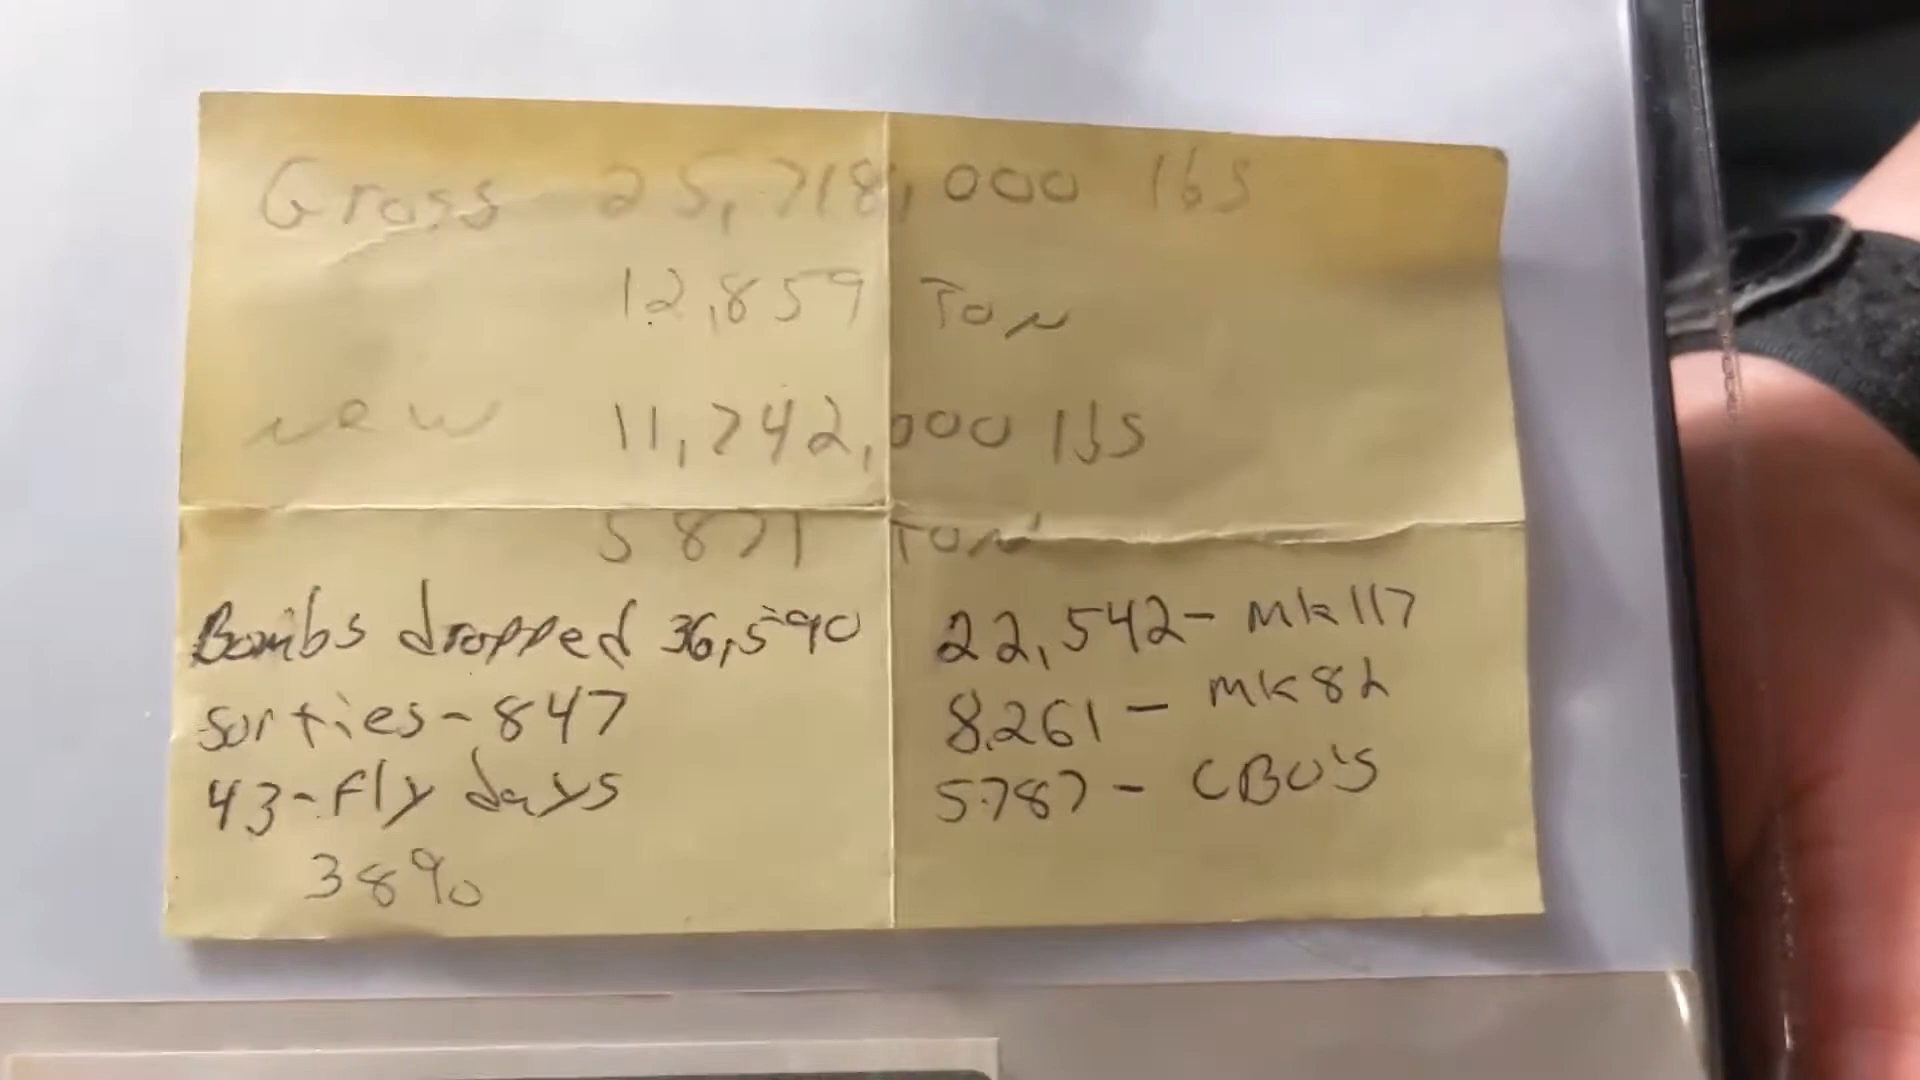 Gross 25,718,000 lbs
12,859 Ton
NEW 11,742,000 lbs
5871 Ton
Bombs dropped 36,590
sorties - 847
43 - fly days
38%
22,542 - mk117
8,261 - mk82
5787 - CBU's